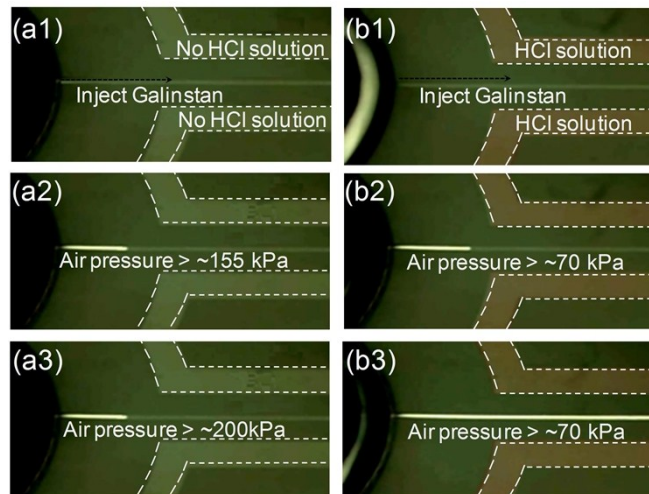 (a1)
No HCl solution
Inject Galinstan
No HCl solution
(b1)
HCl solution
Inject Galinstan
HCl solution
(a2)
Air pressure > ~155 kPa
(b2)
Air pressure > ~70 kPa
(a3)
Air pressure > ~200kPa
(b3)
Air pressure > ~70 kPa